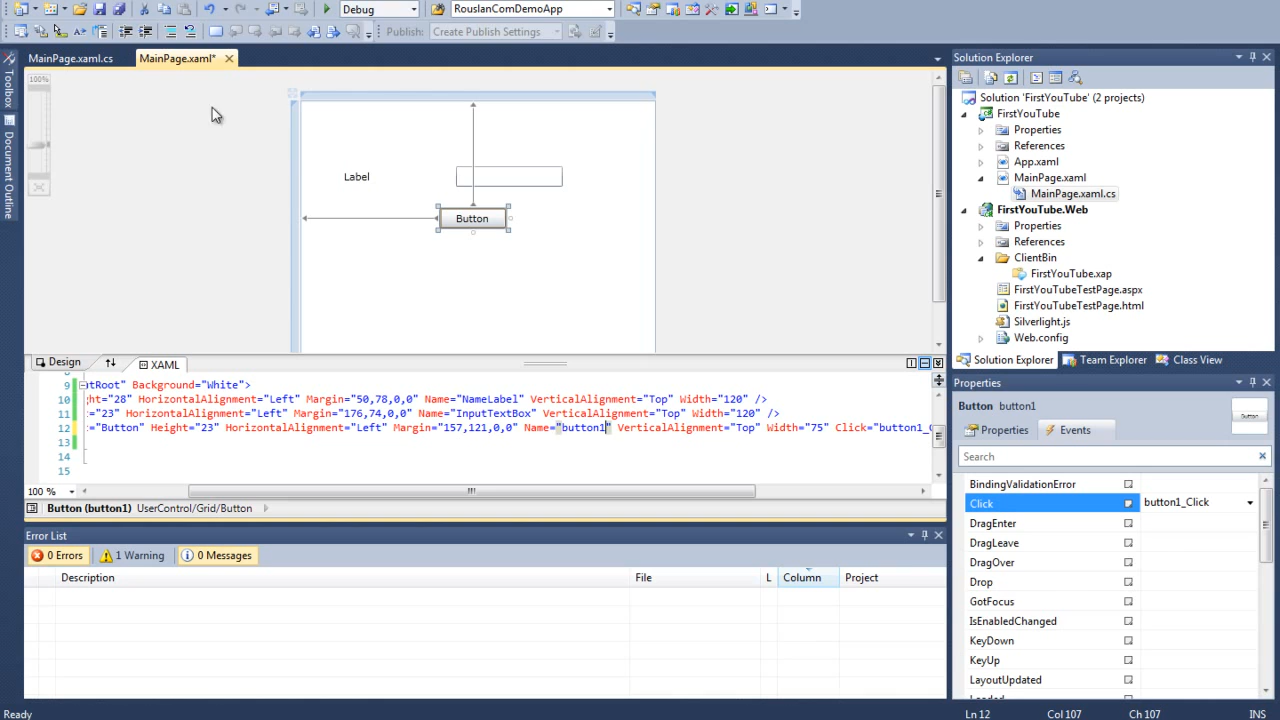 Debug
RouslanComDemoApp
Publish: Create Publish Settings
MainPage.xaml.cs
MainPage.xaml*
Toolbox
Document Outline
100%
Label
Button
Design
XAML
9
10
11
12
13
14
15
tRoot" Background="White">
ht="28" HorizontalAlignment="Left" Margin="50,78,0,0" Name="NameLabel" VerticalAlignment="Top" Width="120" />
="23" HorizontalAlignment="Left" Margin="176,74,0,0" Name="InputTextBox" VerticalAlignment="Top" Width="120" />
:="Button" Height="23" HorizontalAlignment="Left" Margin="157,121,0,0" Name="button1" VerticalAlignment="Top" Width="75" Click="button1_C
100 %
Button (button1) UserControl/Grid/Button
Error List
0 Errors
1 Warning
0 Messages
Description
File
L
Column
Project
Solution Explorer
Solution 'FirstYouTube' (2 projects)
FirstYouTube
Properties
References
App.xaml
MainPage.xaml
MainPage.xaml.cs
FirstYouTube.Web
Properties
References
ClientBin
FirstYouTube.xap
FirstYouTubeTestPage.aspx
FirstYouTubeTestPage.html
Silverlight.js
Web.config
Solution Explorer
Team Explorer
Class View
Properties
Button button1
Button
Properties
Events
Search
BindingValidationError
Click button1_Click
DragEnter
DragLeave
DragOver
Drop
GotFocus
IsEnabledChanged
KeyDown
KeyUp
LayoutUpdated
Loaded
Ready
Ln 12
Col 107
Ch 107
INS